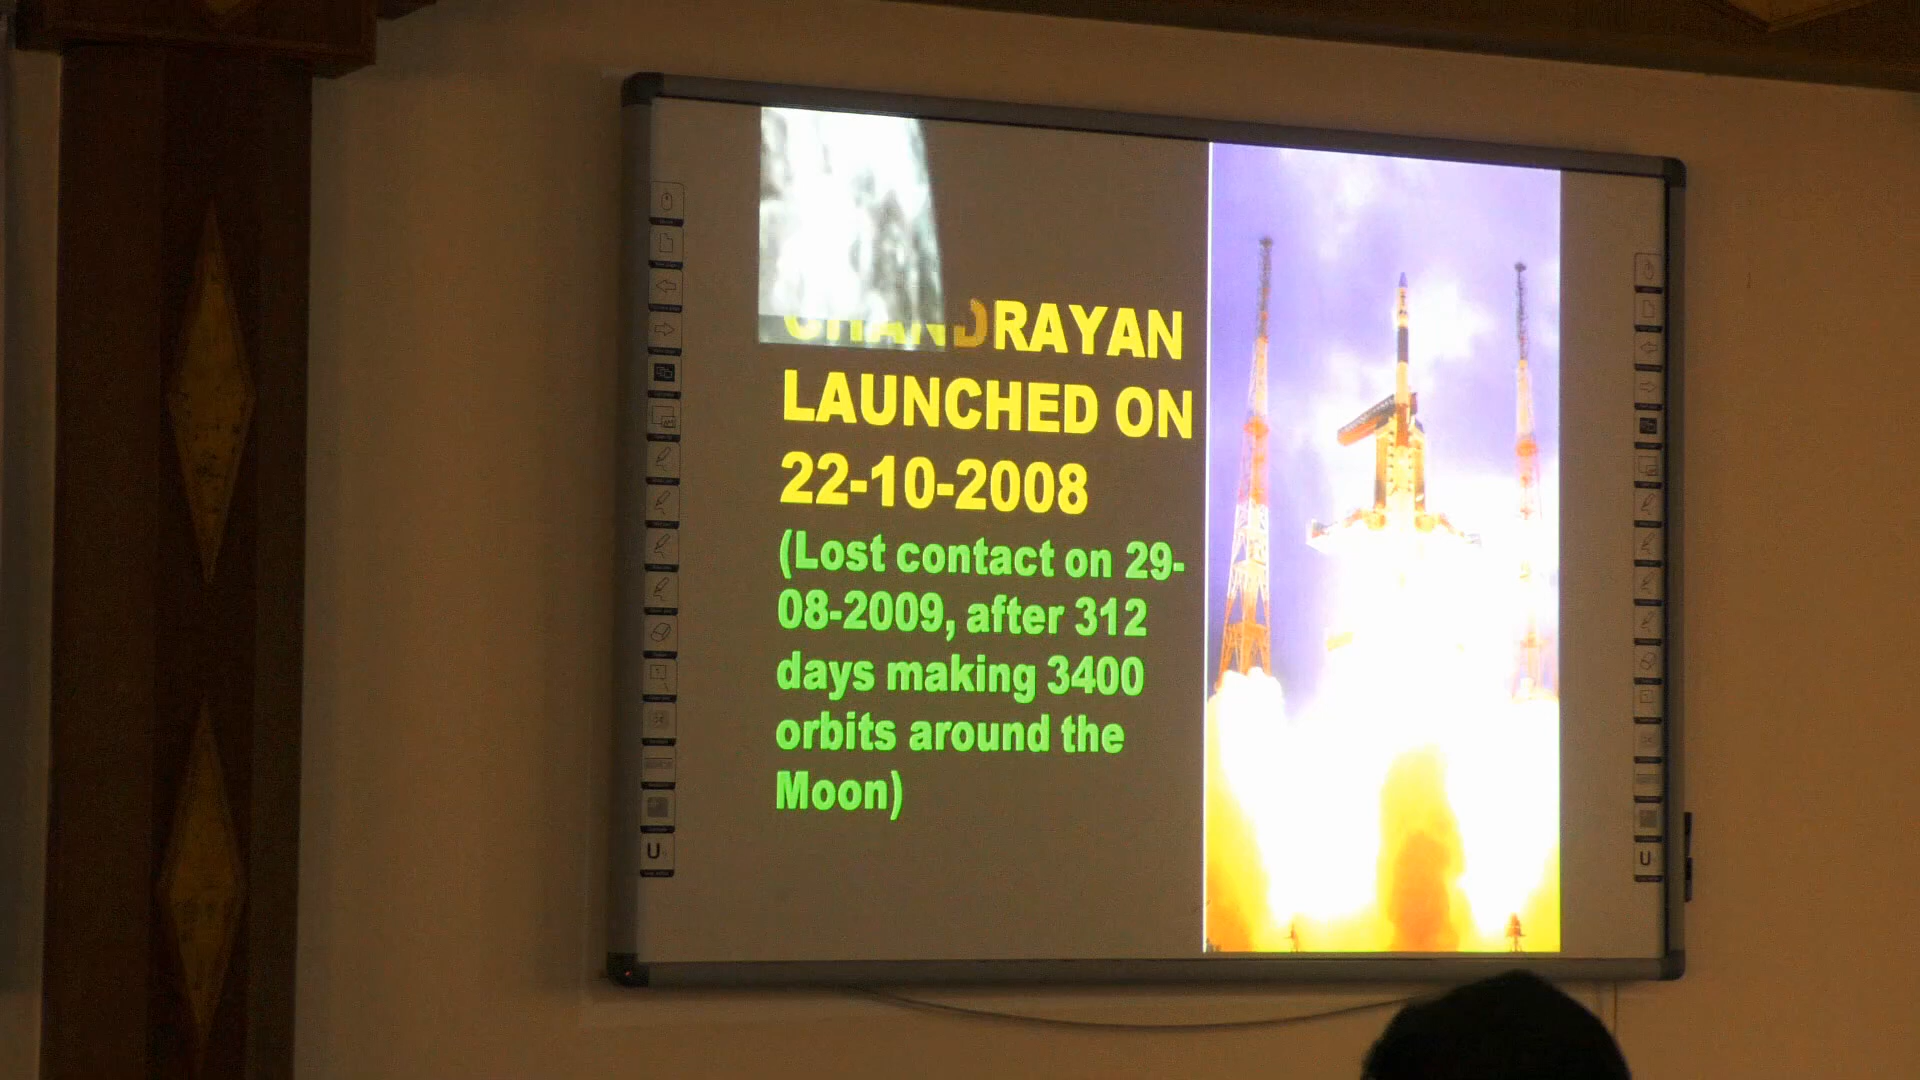 CHANDRAYAN
LAUNCHED ON
22-10-2008
(Lost contact on 29-
08-2009, after 312
days making 3400
orbits around the
Moon)